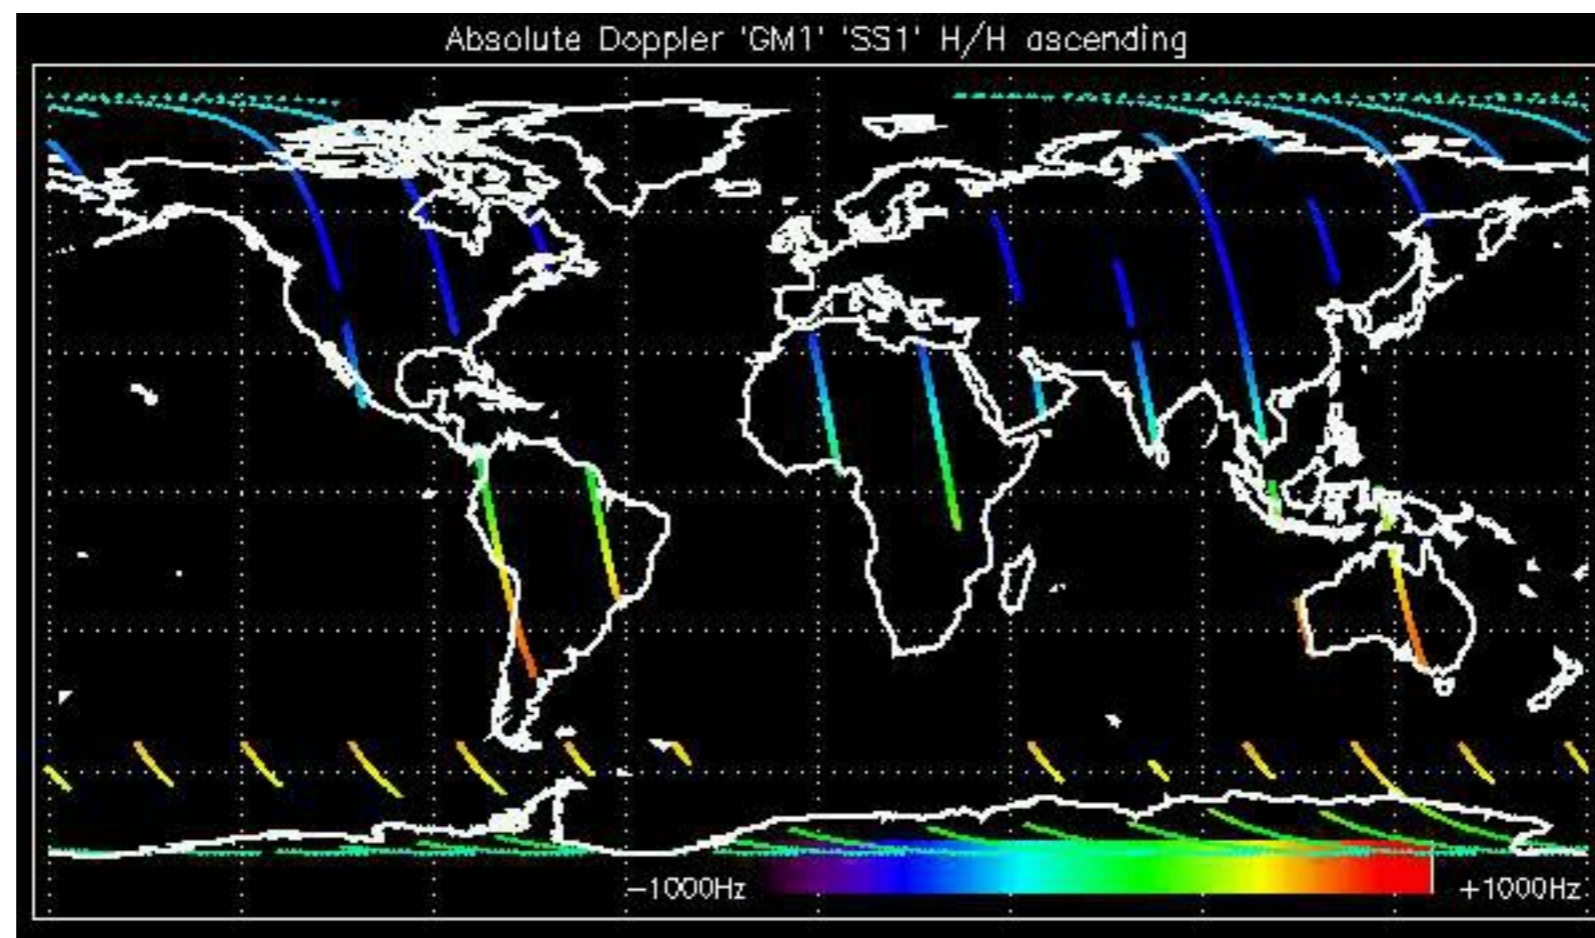 Absolute Doppler 'GM1' 'SS1' H/H ascending
−1000Hz
+1000Hz